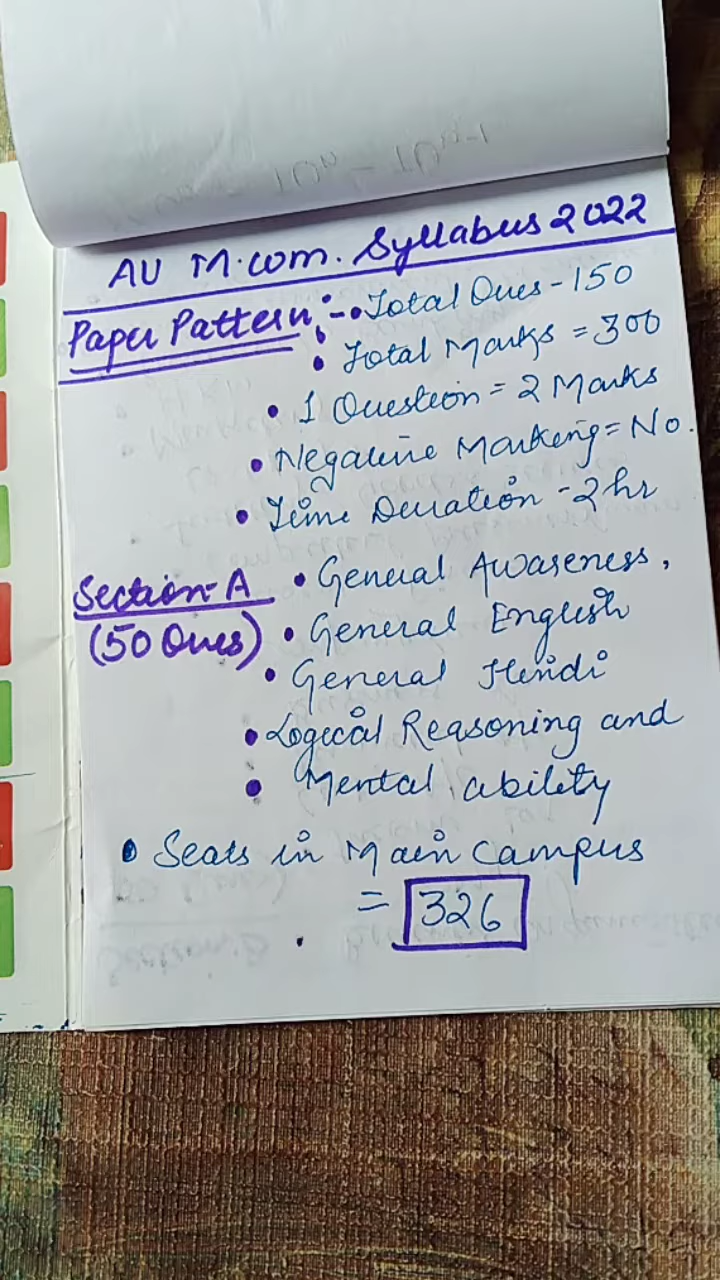 AU M.com. Syllabus 2022
Paper Pattern :- • Total Ques - 150
• Total Marks = 300
• 1 Question = 2 Marks
• Negative Marking = No.
• Time Duration - 2 hr
Section-A • General Awareness,
(50 Ques) • General English
• General Hindi
• Logical Reasoning and
• Mental ability
• Seats in Main Campus
= 326